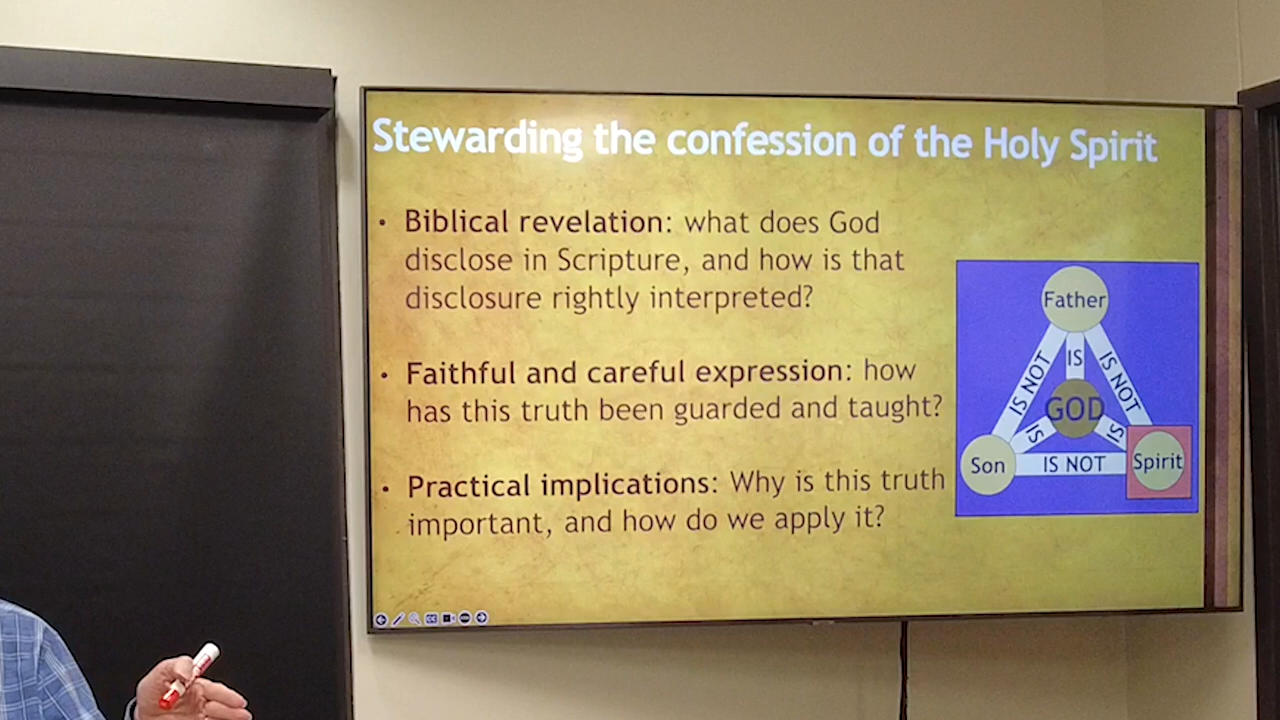 Stewarding the confession of the Holy Spirit
• Biblical revelation: what does God
disclose in Scripture, and how is that
disclosure rightly interpreted?
• Faithful and careful expression: how
has this truth been guarded and taught?
• Practical implications: Why is this truth
important, and how do we apply it?
Father
IS NOT
IS
IS NOT
GOD
IS
IS
Son
IS NOT
Spirit